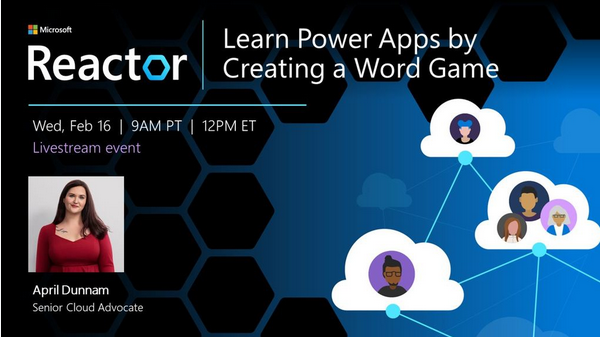 Microsoft
Reactor
Learn Power Apps by
Creating a Word Game
Wed, Feb 16 | 9AM PT | 12PM ET
Livestream event
April Dunnam
Senior Cloud Advocate